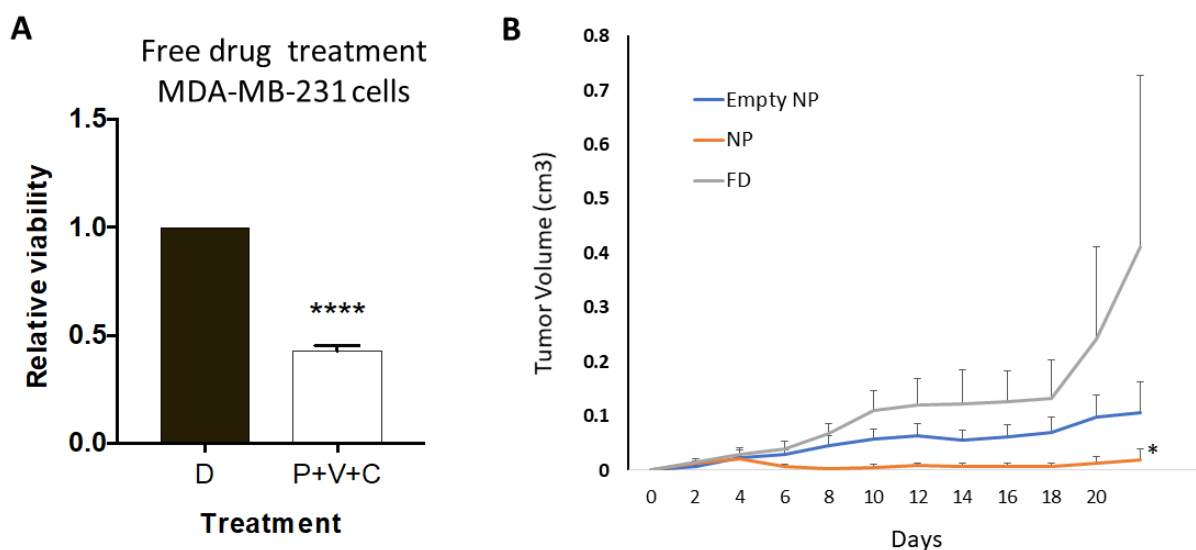 A
Free drug treatment
MDA-MB-231 cells
Relative viability
1.5
1.0
0.5
0.0
****
D P+V+C
Treatment
B
Tumor Volume (cm3)
0.8
0.7
0.6
0.5
0.4
0.3
0.2
0.1
0
Empty NP
NP
FD
*
0 2 4 6 8 10 12 14 16 18 20
Days